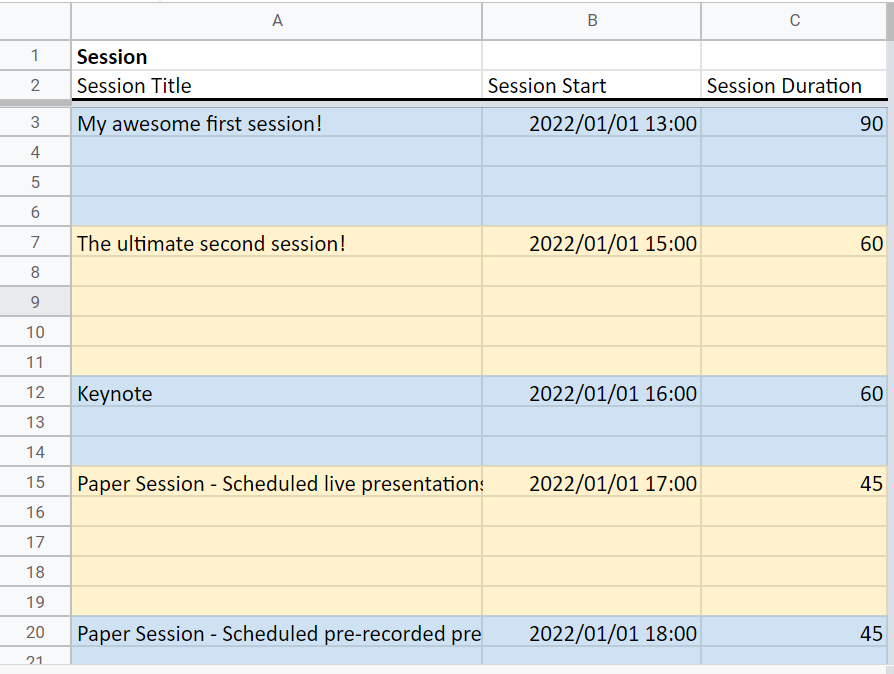 A B C
1 Session
2 Session Title Session Start Session Duration
3 My awesome first session! 2022/01/01 13:00 90
4
5
6
7 The ultimate second session! 2022/01/01 15:00 60
8
9
10
11
12 Keynote 2022/01/01 16:00 60
13
14
15 Paper Session - Scheduled live presentations 2022/01/01 17:00 45
16
17
18
19
20 Paper Session - Scheduled pre-recorded pre 2022/01/01 18:00 45
21